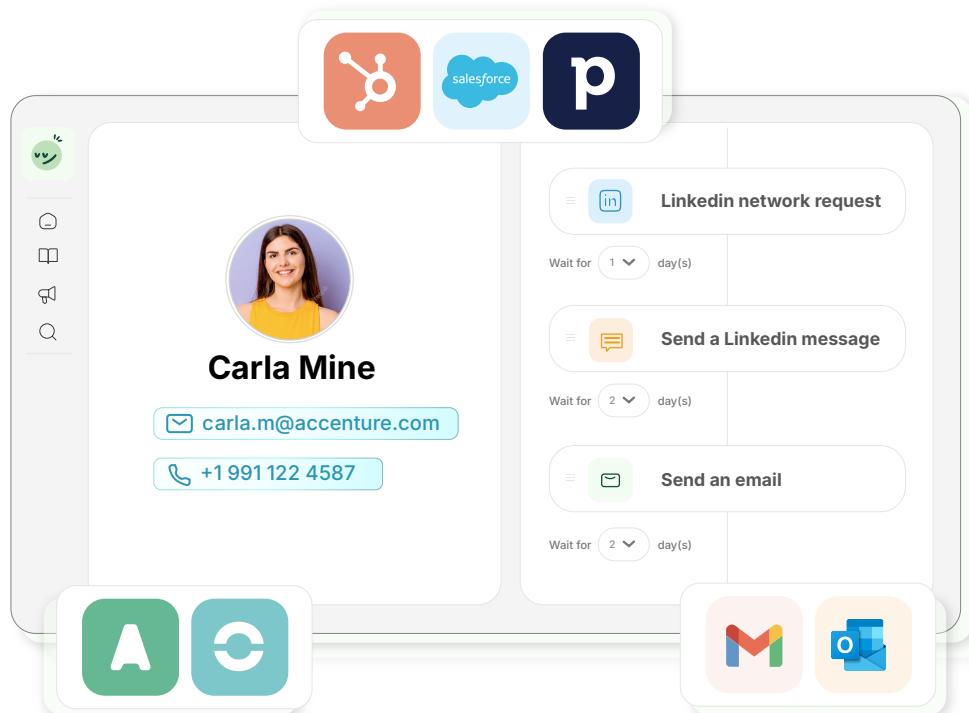 salesforce
p
Carla Mine
carla.m@accenture.com
+1 991 122 4587
in
Linkedin network request
Wait for 1 day(s)
Send a Linkedin message
Wait for 2 day(s)
Send an email
Wait for 2 day(s)
A
M
O